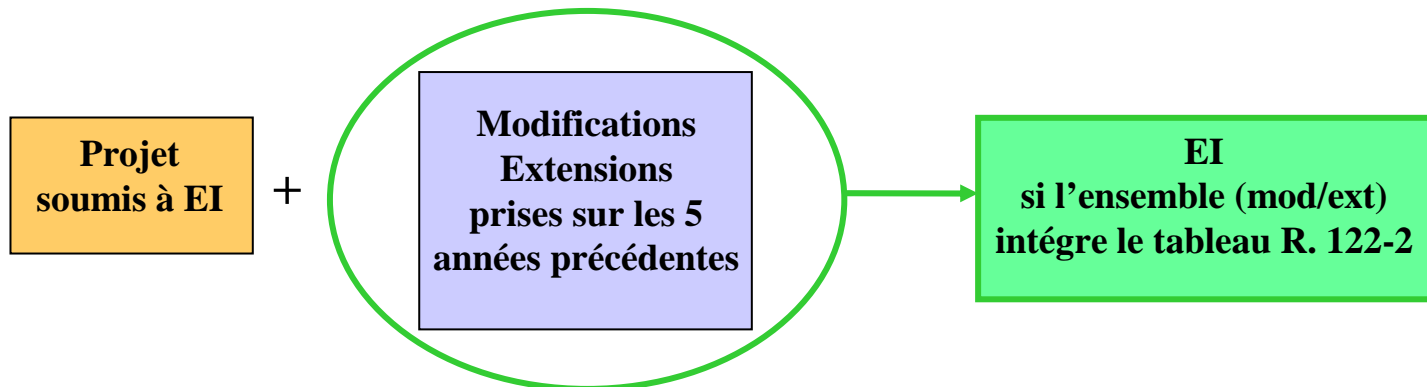 Projet
soumis à EI
+
Modifications
Extensions
prises sur les 5
années précédentes
EI
si l'ensemble (mod/ext)
intégre le tableau R. 122-2